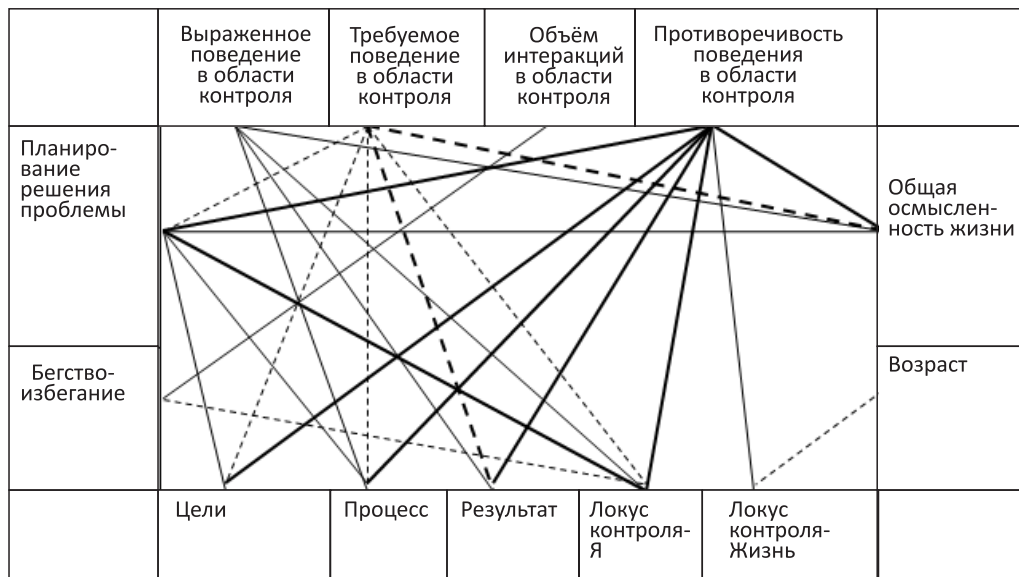 Выраженное
поведение
в области
контроля
Требуемое
поведение
в области
контроля
Объём
интеракций
в области
контроля
Противоречивость
поведения
в области
контроля
Планиро-
вание
решения
проблемы
Общая
осмыслен-
ность жизни
Бегство-
избегание
Возраст
Цели
Процесс
Результат
Локус
контроля-
Я
Локус
контроля-
Жизнь